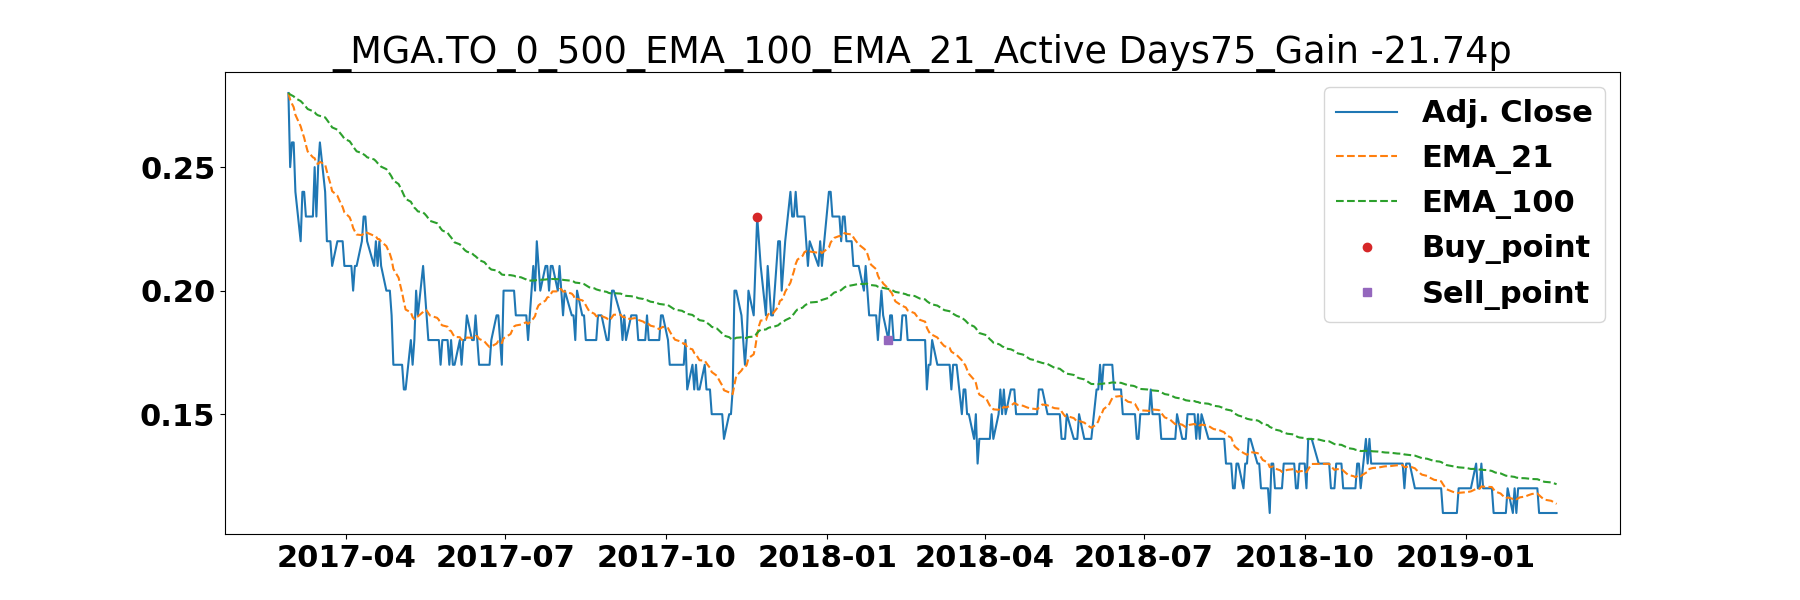 _MGA.TO_0_500_EMA_100_EMA_21_Active Days75_Gain -21.74p
Adj. Close
EMA_21
EMA_100
Buy_point
Sell_point
0.25
0.20
0.15
2017-04 2017-07 2017-10 2018-01 2018-04 2018-07 2018-10 2019-01